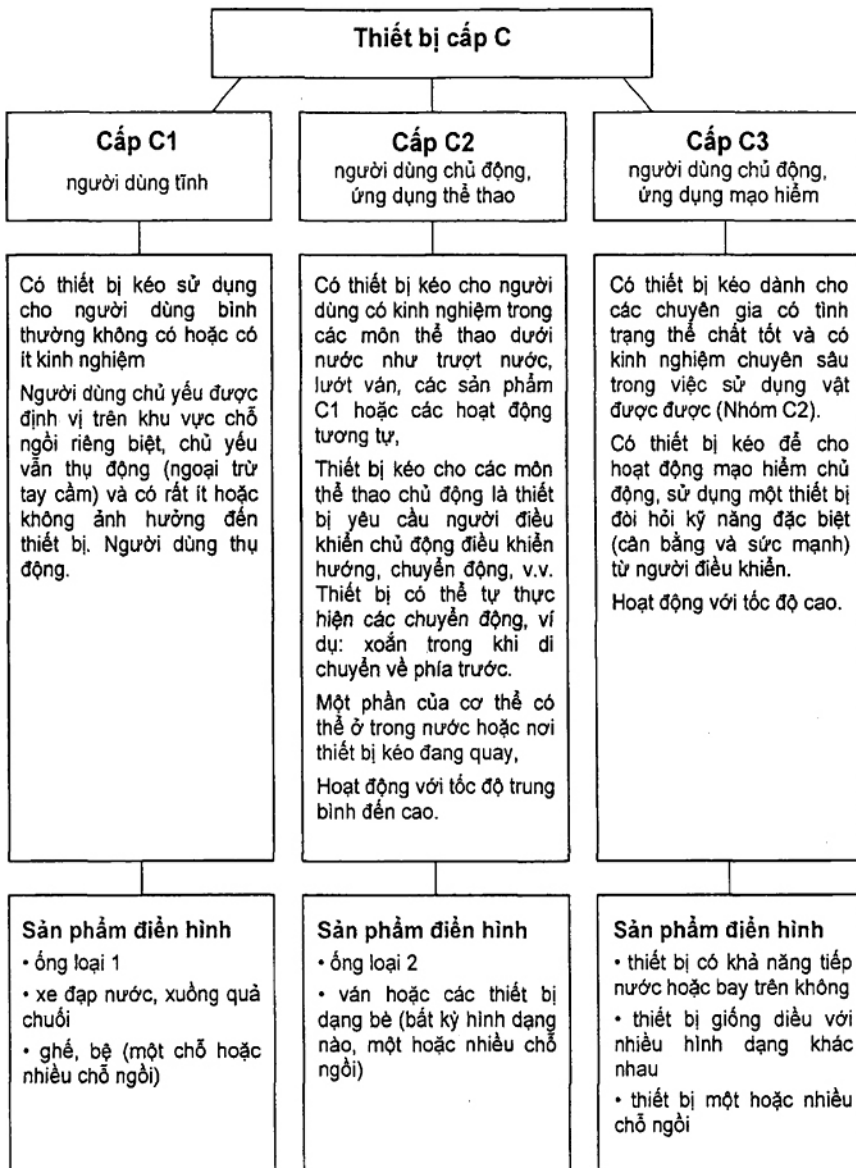 Thiết bị cấp C
Cấp C1
người dùng tĩnh
Cấp C2
người dùng chủ động,
ứng dụng thể thao
Cấp C3
người dùng chủ động,
ứng dụng mạo hiểm
Có thiết bị kéo sử dụng
cho người dùng bình
thường không có hoặc có
ít kinh nghiệm
Người dùng chủ yếu được
định vị trên khu vực chỗ
ngồi riêng biệt, chủ yếu
vẫn thụ động (ngoại trừ
tay cầm) và có rất ít hoặc
không ảnh hưởng đến
thiết bị. Người dùng thụ
động.
Có thiết bị kéo cho người
dùng có kinh nghiệm trong
các môn thể thao dưới
nước như trượt nước,
lướt ván, các sản phẩm
C1 hoặc các hoạt động
tương tự,
Thiết bị kéo cho các môn
thể thao chủ động là thiết
bị yêu cầu người điều
khiển chủ động điều khiển
hướng, chuyển động, v.v.
Thiết bị có thể tự thực
hiện các chuyển động, ví
dụ: xoắn trong khi di
chuyển về phía trước.
Một phần của cơ thể có
thể ở trong nước hoặc nơi
thiết bị kéo đang quay,
Hoạt động với tốc độ trung
bình đến cao.
Có thiết bị kéo dành cho
các chuyên gia có tình
trạng thể chất tốt và có
kinh nghiệm chuyên sâu
trong việc sử dụng vật
được được (Nhóm C2).
Có thiết bị kéo để cho
hoạt động mạo hiểm chủ
động, sử dụng một thiết bị
đòi hỏi kỹ năng đặc biệt
(cân bằng và sức mạnh)
từ người điều khiển.
Hoạt động với tốc độ cao.
Sản phẩm điển hình
• ống loại 1
• xe đạp nước, xuồng quả
chuối
• ghế, bệ (một chỗ hoặc
nhiều chỗ ngồi)
Sản phẩm điển hình
• ống loại 2
• ván hoặc các thiết bị
dạng bè (bất kỳ hình dạng
nào, một hoặc nhiều chỗ
ngồi)
Sản phẩm điển hình
• thiết bị có khả năng tiếp
nước hoặc bay trên không
• thiết bị giống diều với
nhiều hình dạng khác
nhau
• thiết bị một hoặc nhiều
chỗ ngồi